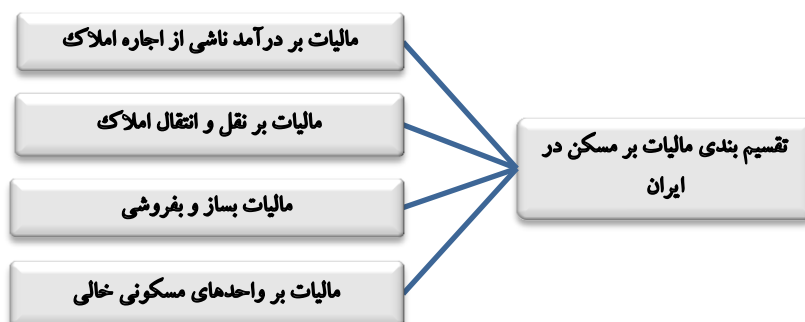 تقسیم بندی مالیات بر مسکن در
ایران
مالیات بر درآمد ناشی از اجاره املاک
مالیات بر نقل و انتقال املاک
مالیات بساز و بفروشی
مالیات بر واحدهای مسکونی خالی